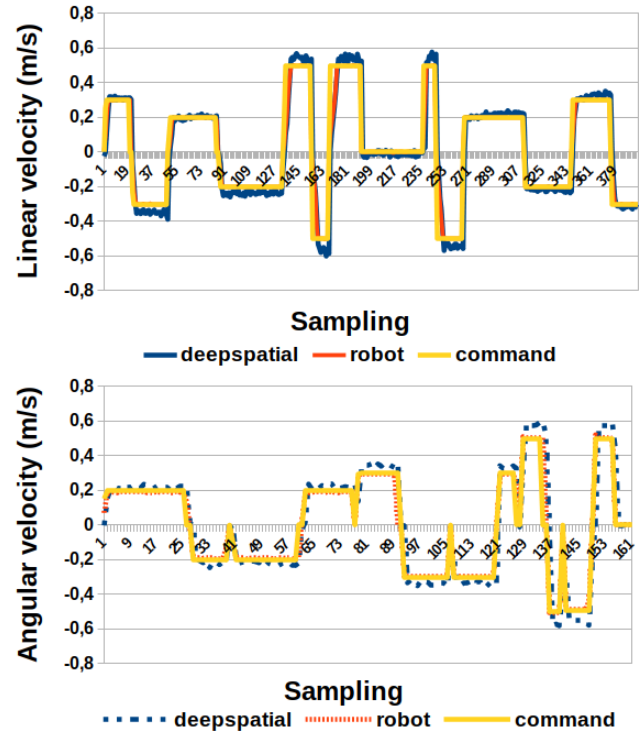 Linear velocity (m/s)
0,8
0,6
0,4
0,2
0
-0,2
-0,4
-0,6
-0,8
1 19 37 55 73 91 109 127 145 163 181 199 217 235 253 271 289 307 325 343 361 379
Sampling
deepspatial robot command
Angular velocity (m/s)
0,8
0,6
0,4
0,2
0
-0,2
-0,4
-0,6
-0,8
1 9 17 25 33 41 49 57 65 73 81 89 97 105 113 121 129 137 145 153 161
Sampling
deepspatial robot command